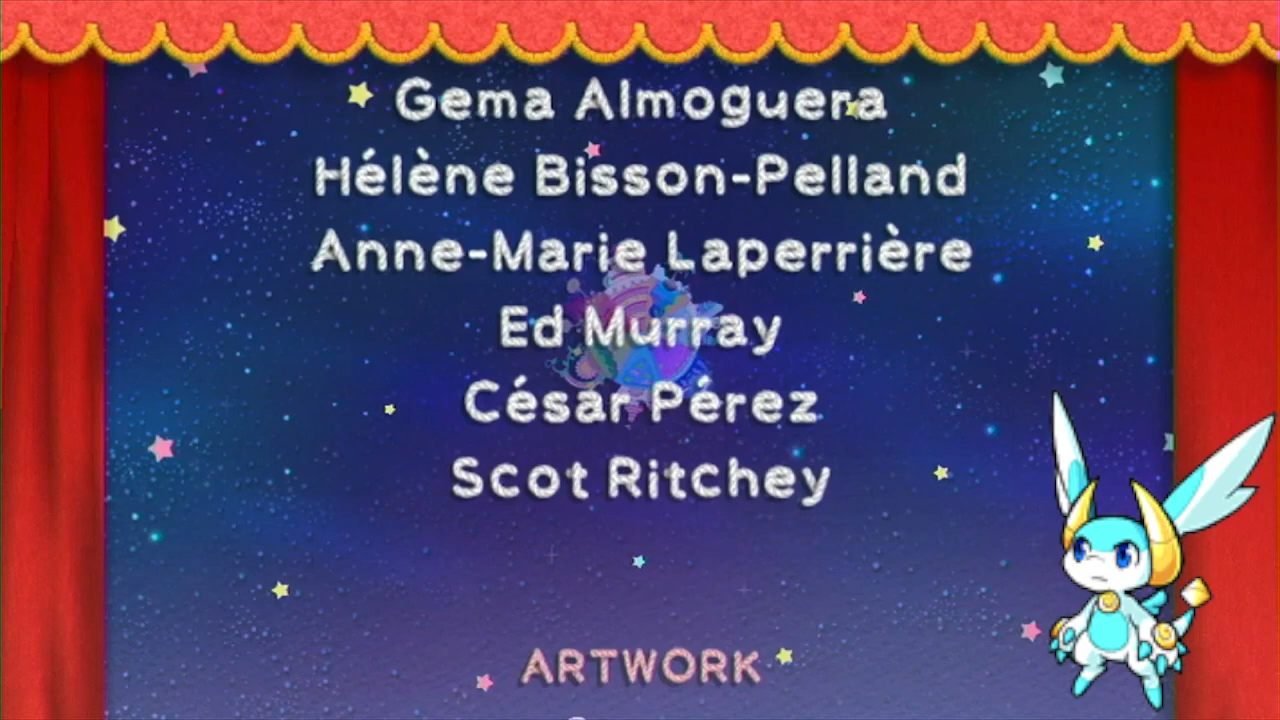 Gema Almoguera
Hélène Bisson-Pelland
Anne-Marie Laperrière
Ed Murray
César Pérez
Scot Ritchey
ARTWORK